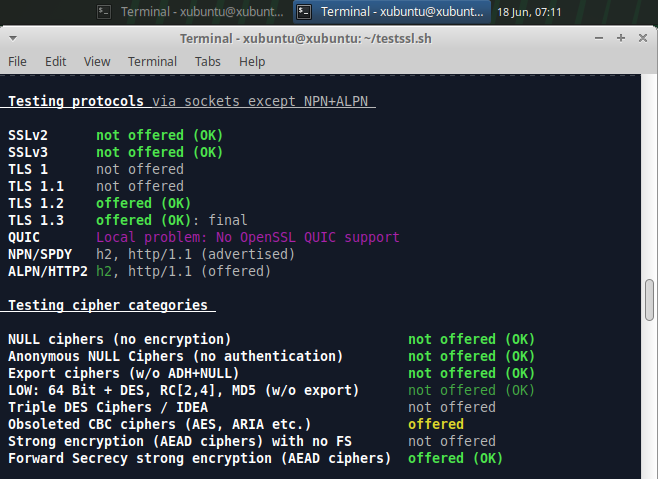 Terminal - xubuntu@xubunt... Terminal - xubuntu@xubunt... 18 Jun, 07:11
Terminal - xubuntu@xubuntu: ~/testssl.sh
File Edit View Terminal Tabs Help
Testing protocols via sockets except NPN+ALPN
SSLv2 not offered (OK)
SSLv3 not offered (OK)
TLS 1 not offered
TLS 1.1 not offered
TLS 1.2 offered (OK)
TLS 1.3 offered (OK): final
QUIC Local problem: No OpenSSL QUIC support
NPN/SPDY h2, http/1.1 (advertised)
ALPN/HTTP2 h2, http/1.1 (offered)
Testing cipher categories
NULL ciphers (no encryption) not offered (OK)
Anonymous NULL Ciphers (no authentication) not offered (OK)
Export ciphers (w/o ADH+NULL) not offered (OK)
LOW: 64 Bit + DES, RC[2,4], MD5 (w/o export) not offered (OK)
Triple DES Ciphers / IDEA not offered
Obsoleted CBC ciphers (AES, ARIA etc.) offered
Strong encryption (AEAD ciphers) with no FS not offered
Forward Secrecy strong encryption (AEAD ciphers) offered (OK)